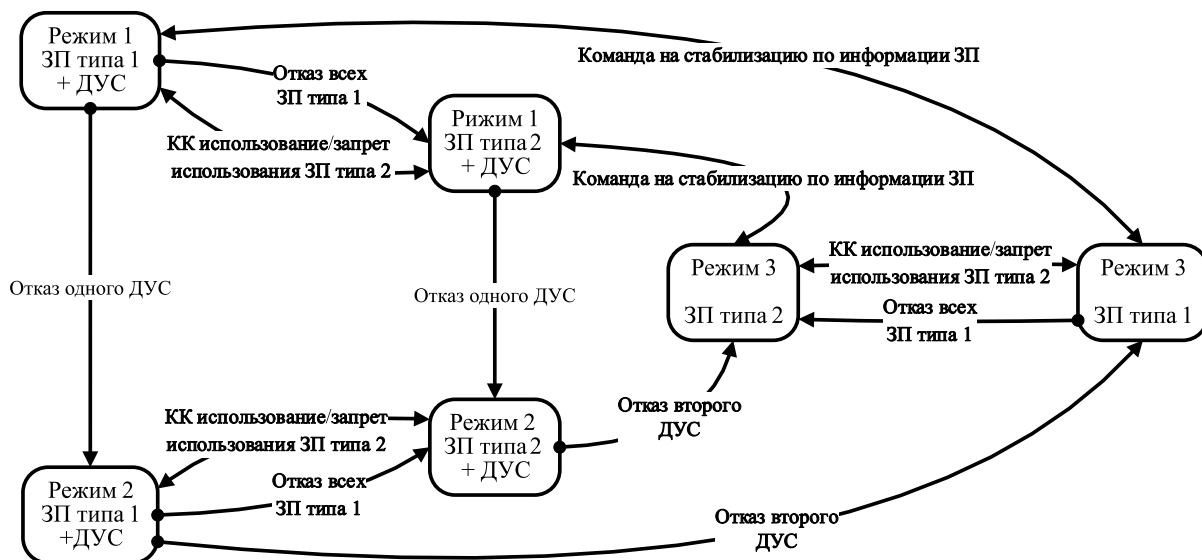 Режим 1
ЗП типа 1
+ ДУС
Команда на стабилизацию по информации ЗП
Отказ всех
ЗП типа 1
Рижим 1
ЗП типа 2
+ ДУС
КК использование/запрет
использования ЗП типа 2
Команда на стабилизацию по информации ЗП
Режим 3
ЗП типа 2
КК использование/запрет
использования ЗП типа 2
Отказ всех
ЗП типа 1
Режим 3
ЗП типа 1
Отказ одного ДУС
Отказ одного ДУС
КК использование/запрет
использования ЗП типа 2
Режим 2
ЗП типа 2
+ ДУС
Отказ второго
ДУС
Режим 2
ЗП типа 1
+ДУС
Отказ всех
ЗП типа 1
Отказ второго
ДУС